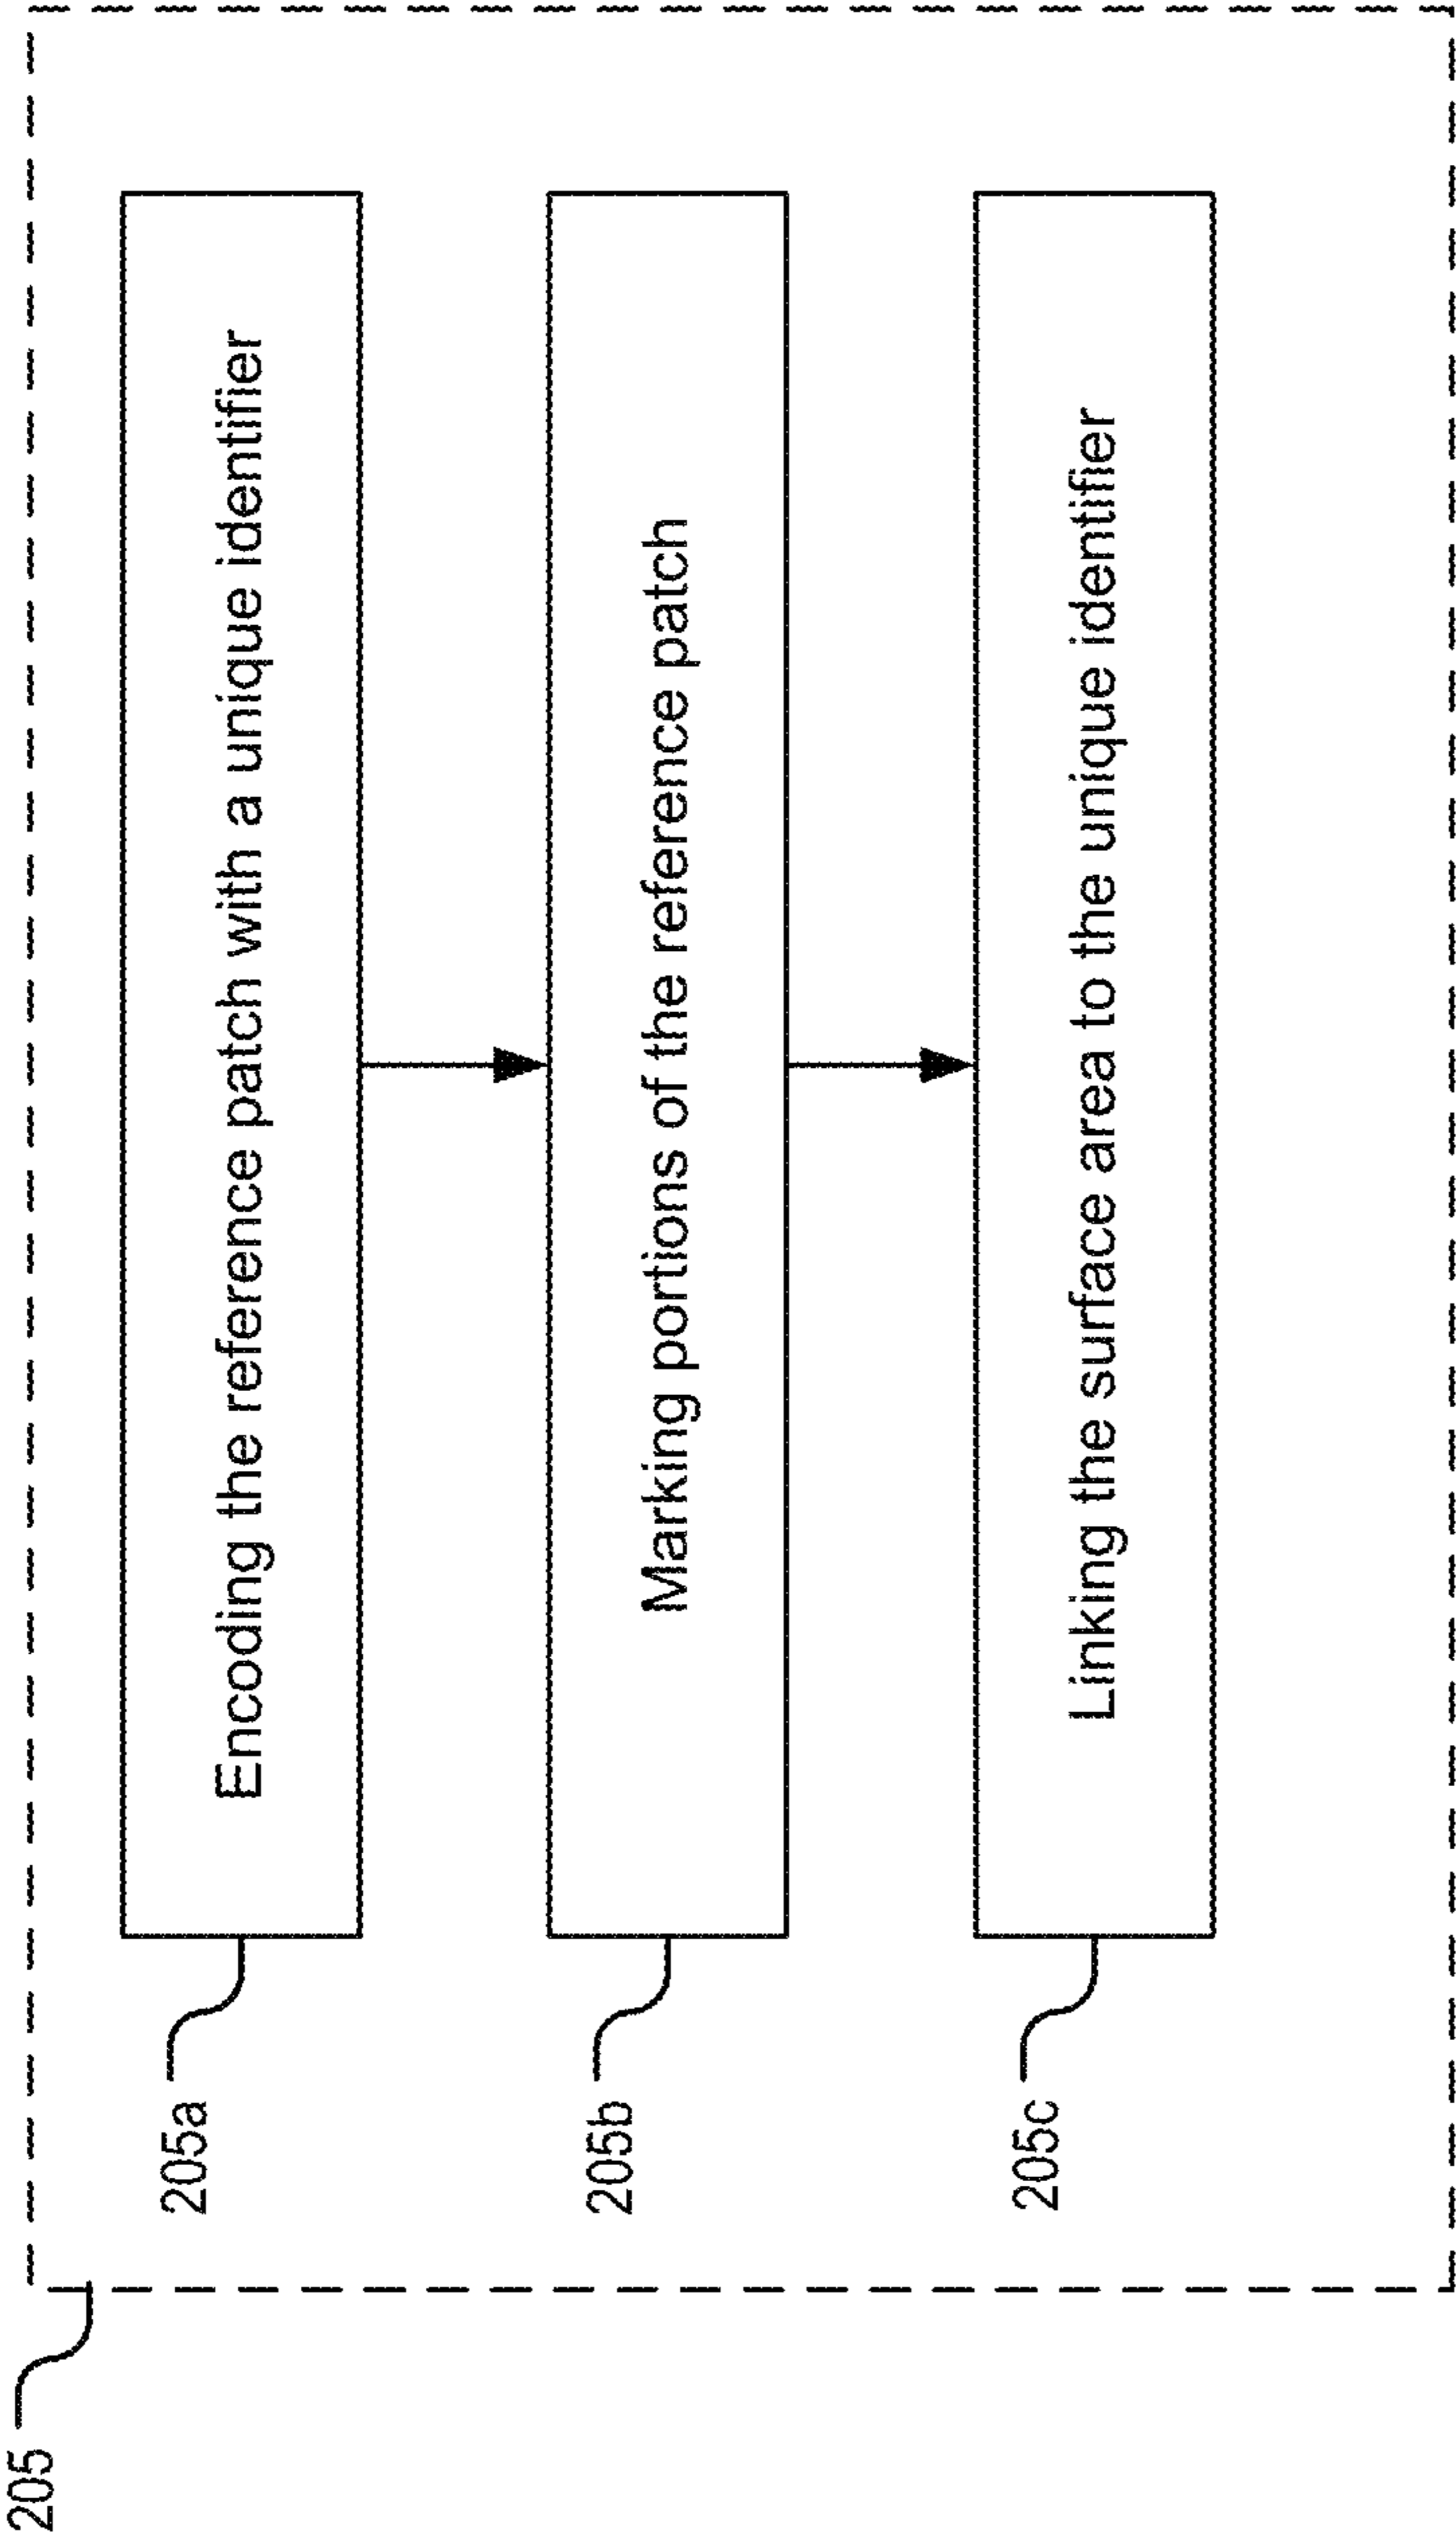 205
205a
Encoding the reference patch with a unique identifier
205b
Marking portions of the reference patch
205c
Linking the surface area to the unique identifier